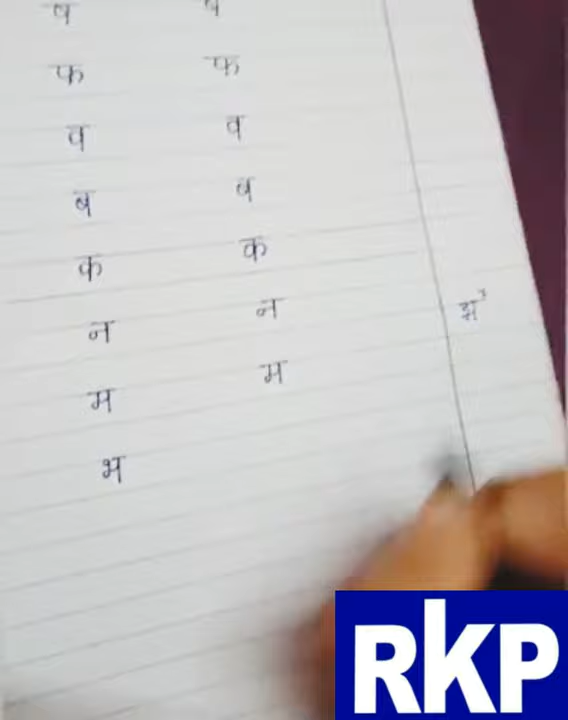 ष ष
फ फ
व व
ब ब
क क
न न
म म
भ
RKP